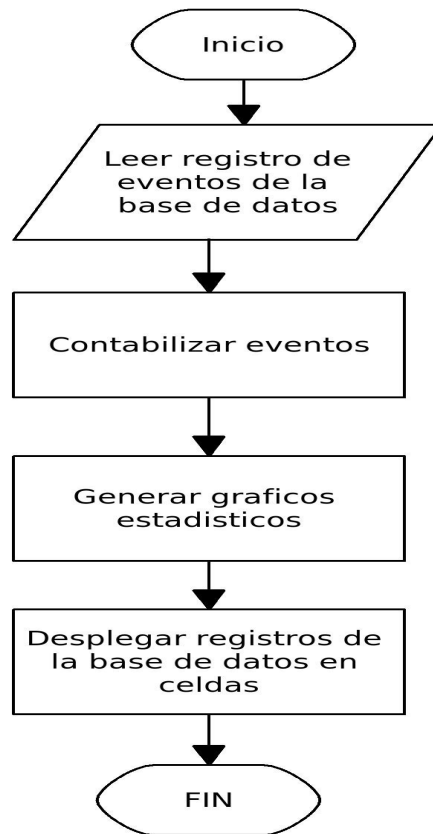 Inicio
Leer registro de
eventos de la
base de datos
Contabilizar eventos
Generar graficos
estadisticos
Desplegar registros de
la base de datos en
celdas
FIN